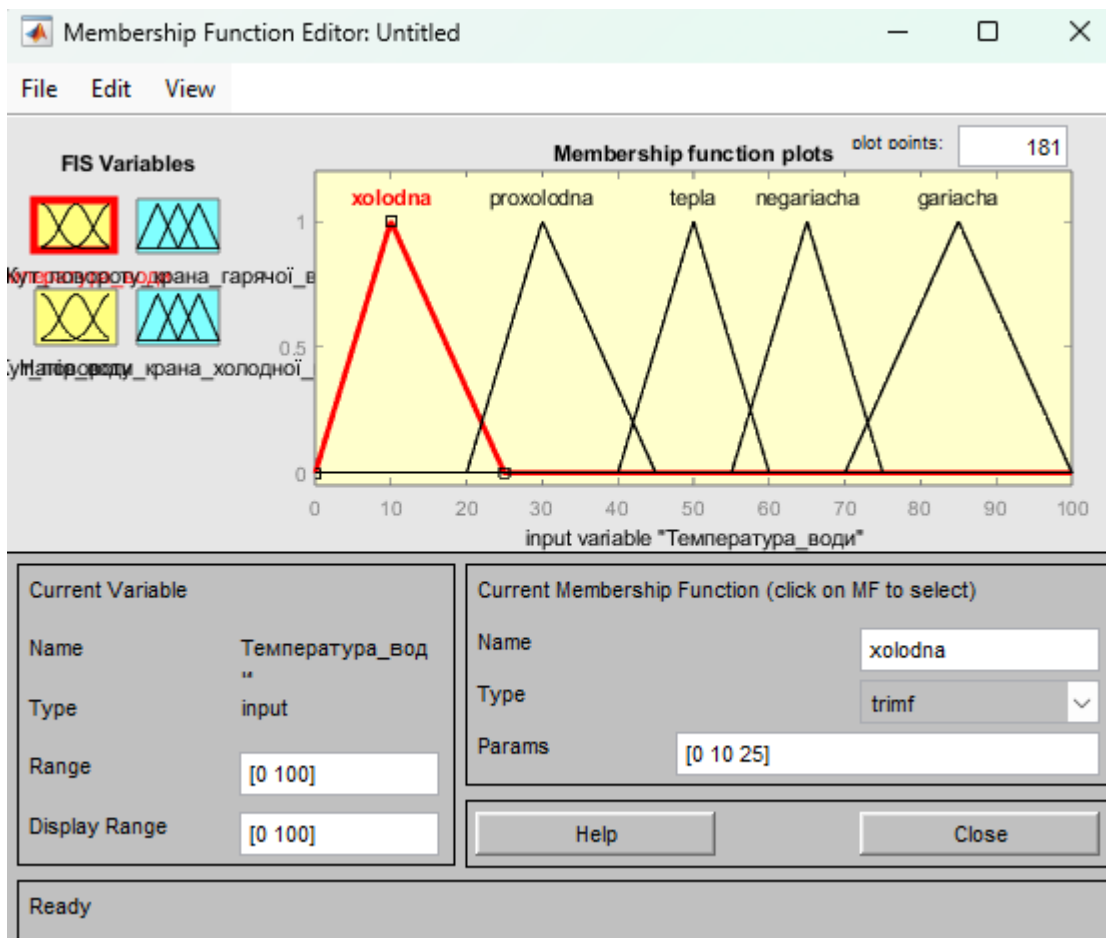 Membership Function Editor: Untitled
File Edit View
FIS Variables
Membership function plots
plot points: 181
xolodna proxolodna tepla negariacha gariacha
1
0.5
0
0 10 20 30 40 50 60 70 80 90 100
input variable "Температура_води"
крана_гарячої_в
крана_холодної_
Current Variable
Name Температура_вод
и
Type input
Range [0 100]
Display Range [0 100]
Current Membership Function (click on MF to select)
Name xolodna
Type trimf
Params [0 10 25]
Help Close
Ready